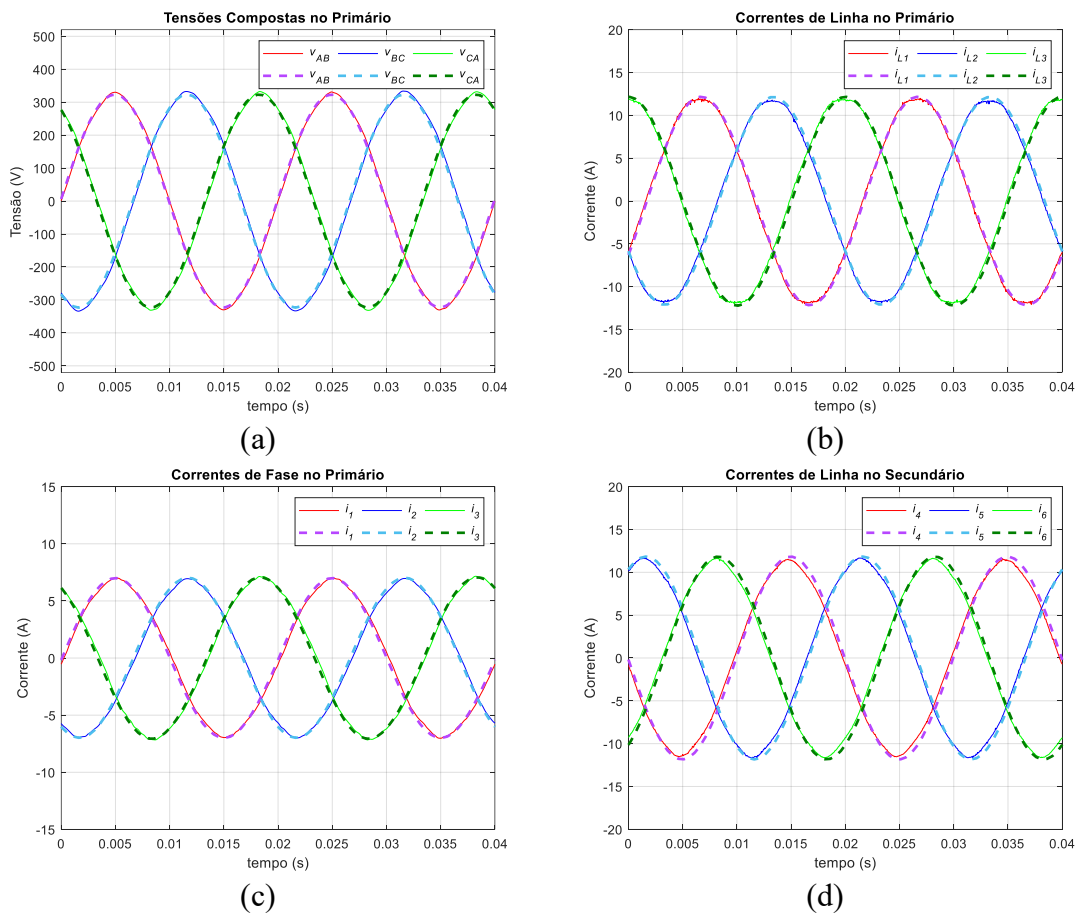 Tensões Compostas no Primário
Tensão (V)
500
400
300
200
100
0
-100
-200
-300
-400
-500
v_AB v_BC v_CA
v_AB v_BC v_CA
0 0.005 0.01 0.015 0.02 0.025 0.03 0.035 0.04
tempo (s)
(a)
Correntes de Linha no Primário
Corrente (A)
20
15
10
5
0
-5
-10
-15
-20
i_L1 i_L2 i_L3
i_L1 i_L2 i_L3
0 0.005 0.01 0.015 0.02 0.025 0.03 0.035 0.04
tempo (s)
(b)
Correntes de Fase no Primário
Corrente (A)
15
10
5
0
-5
-10
-15
i_1 i_2 i_3
i_1 i_2 i_3
0 0.005 0.01 0.015 0.02 0.025 0.03 0.035 0.04
tempo (s)
(c)
Correntes de Linha no Secundário
Corrente (A)
20
15
10
5
0
-5
-10
-15
-20
i_4 i_5 i_6
i_4 i_5 i_6
0 0.005 0.01 0.015 0.02 0.025 0.03 0.035 0.04
tempo (s)
(d)